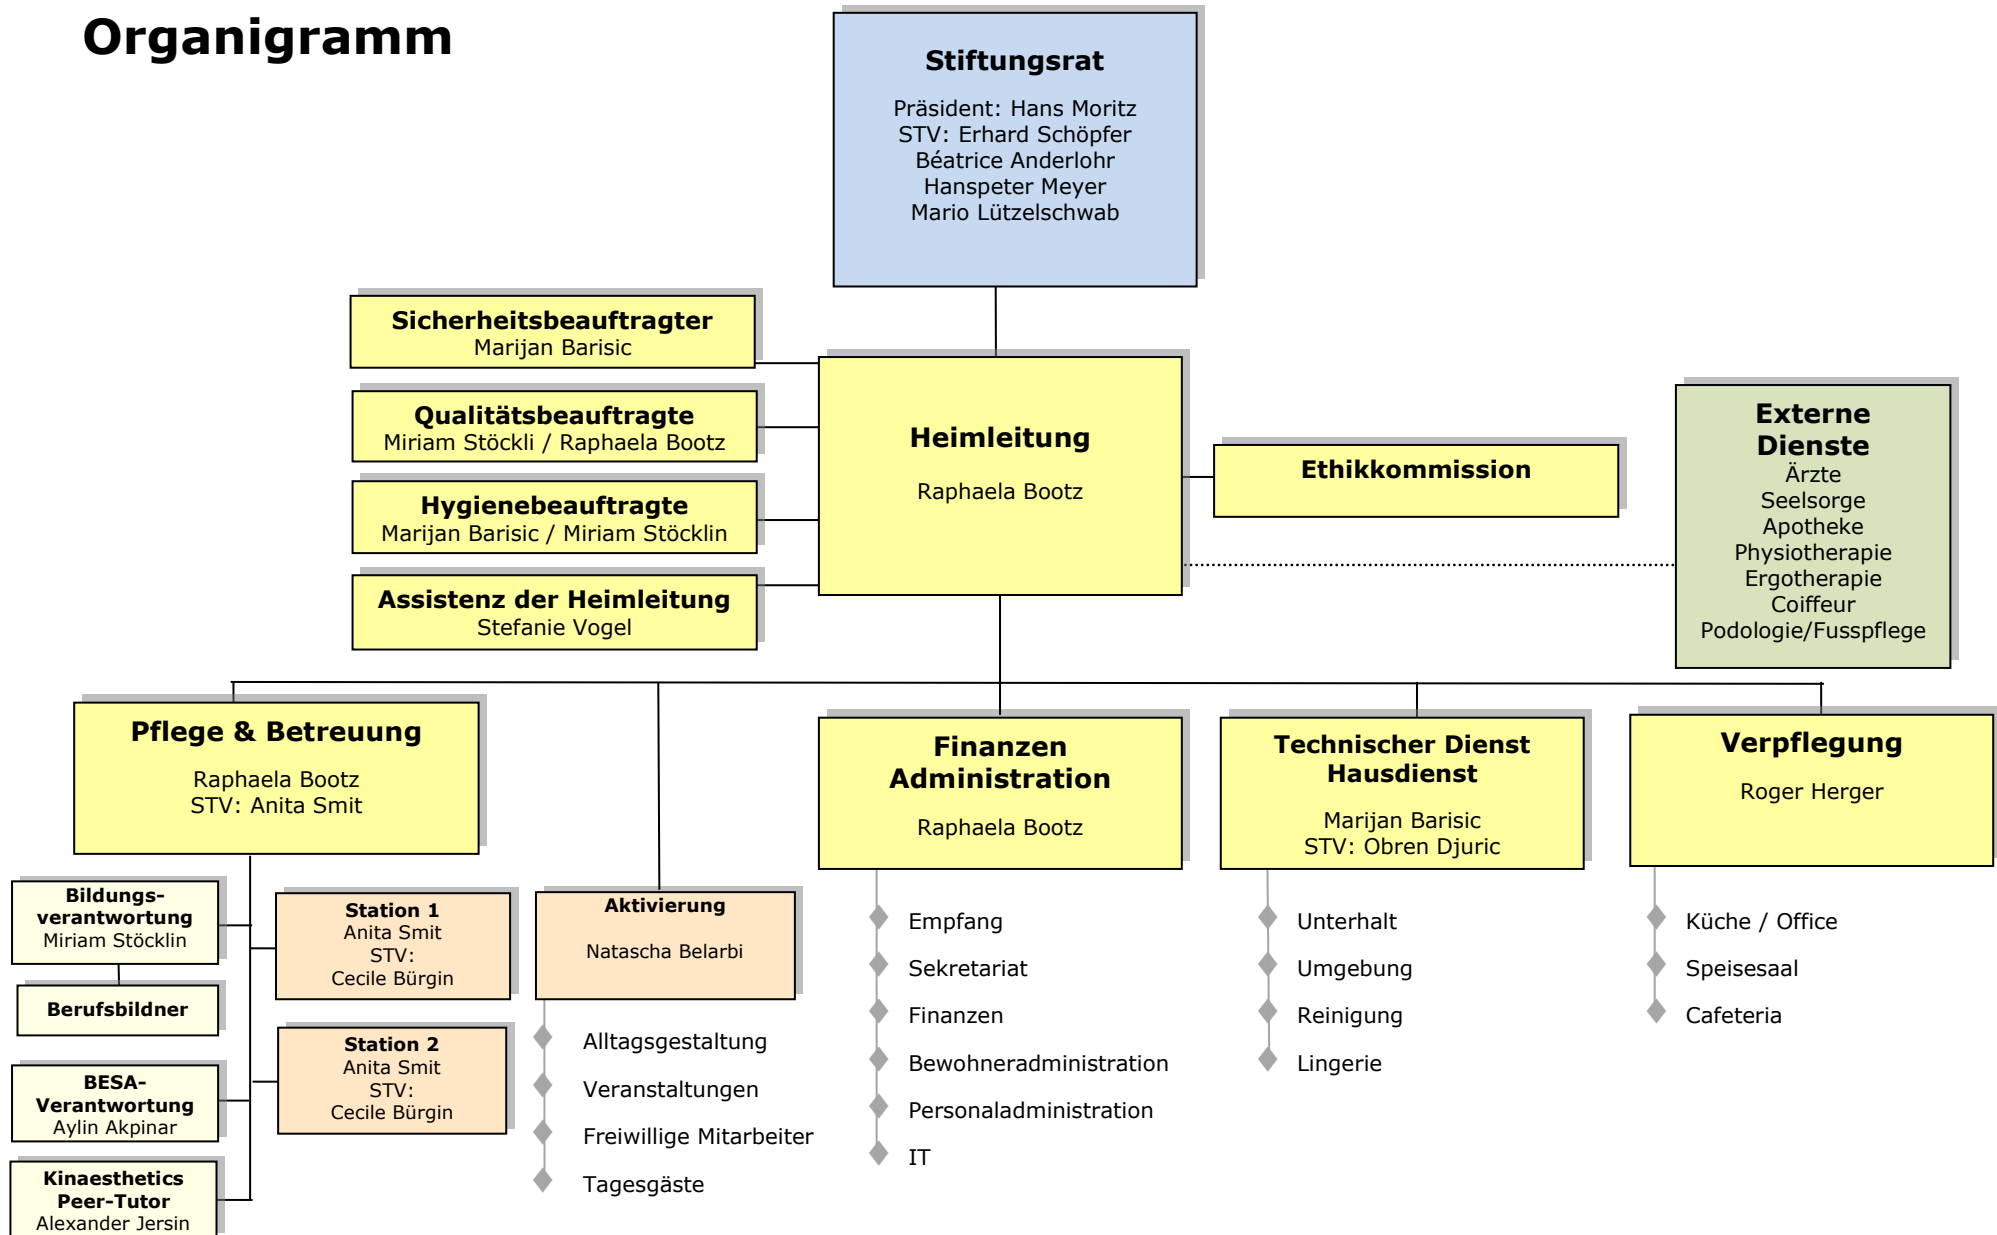 Organigramm
Stiftungsrat
Präsident: Hans Moritz
STV: Erhard Schöpfer
Béatrice Anderlohr
Hanspeter Meyer
Mario Lützelschwab
Sicherheitsbeauftragter
Marijan Barisic
Qualitätsbeauftragte
Miriam Stöckli / Raphaela Bootz
Hygienebeauftragte
Marijan Barisic / Miriam Stöcklin
Assistenz der Heimleitung
Stefanie Vogel
Heimleitung
Raphaela Bootz
Ethikkommission
Externe
Dienste
Ärzte
Seelsorge
Apotheke
Physiotherapie
Ergotherapie
Coiffeur
Podologie/Fusspflege
Pflege & Betreuung
Raphaela Bootz
STV: Anita Smit
Bildungs-
verantwortung
Miriam Stöcklin
Berufsbildner
BESA-
Verantwortung
Aylin Akpinar
Kinaesthetics
Peer-Tutor
Alexander Jersin
Station 1
Anita Smit
STV:
Cecile Bürgin
Station 2
Anita Smit
STV:
Cecile Bürgin
Aktivierung
Natascha Belarbi
Alltagsgestaltung
Veranstaltungen
Freiwillige Mitarbeiter
Tagesgäste
Finanzen
Administration
Raphaela Bootz
Empfang
Sekretariat
Finanzen
Bewohneradministration
Personaladministration
IT
Technischer Dienst
Hausdienst
Marijan Barisic
STV: Obren Djuric
Unterhalt
Umgebung
Reinigung
Lingerie
Verpflegung
Roger Herger
Küche / Office
Speisesaal
Cafeteria